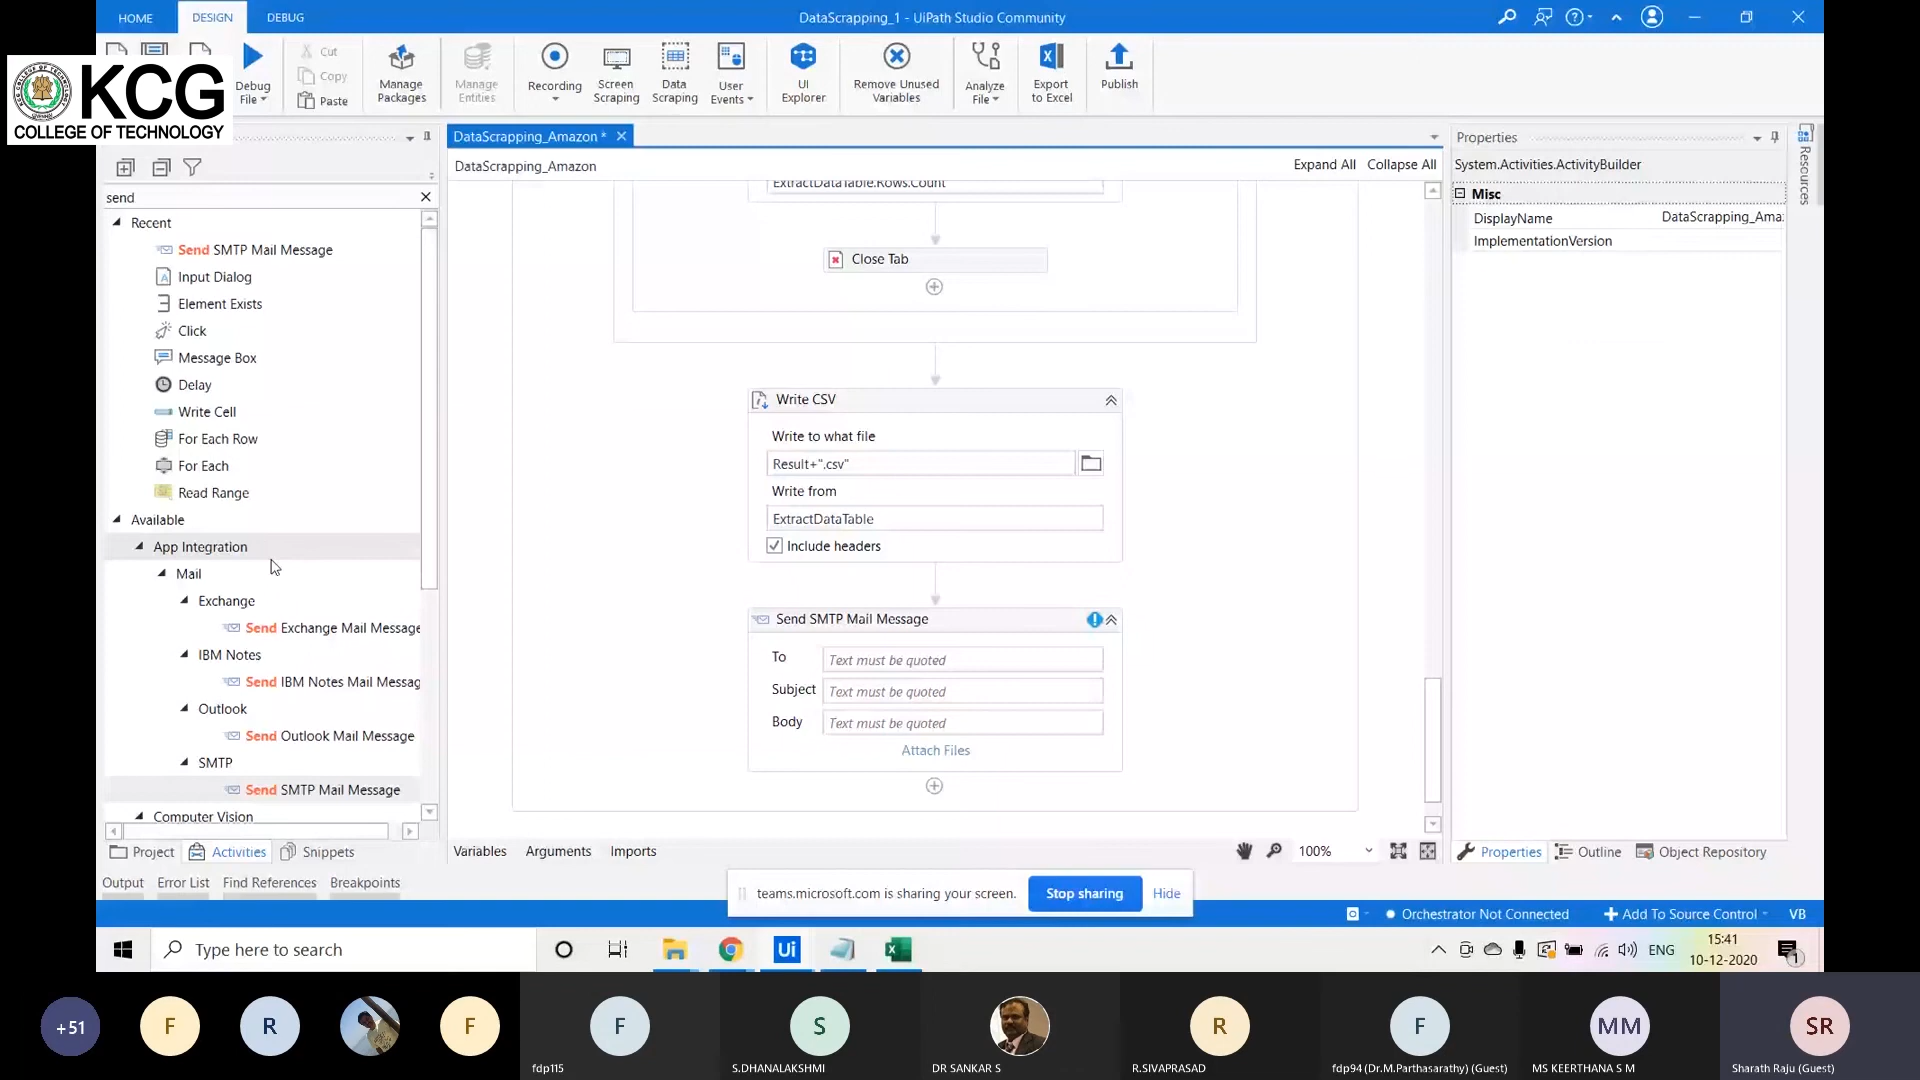 HOME
DESIGN
DEBUG
DataScrapping_1 - UiPath Studio Community
KCG
COLLEGE OF TECHNOLOGY
Debug
File
Cut
Copy
Paste
Manage
Packages
Manage
Entities
Recording
Screen
Scraping
Data
Scraping
User
Events
UI
Explorer
Remove Unused
Variables
Analyze
File
Export
to Excel
Publish
DataScrapping_Amazon *
DataScrapping_Amazon
Expand All
Collapse All
send
Recent
Send SMTP Mail Message
Input Dialog
Element Exists
Click
Message Box
Delay
Write Cell
For Each Row
For Each
Read Range
Available
App Integration
Mail
Exchange
Send Exchange Mail Message
IBM Notes
Send IBM Notes Mail Messag
Outlook
Send Outlook Mail Message
SMTP
Send SMTP Mail Message
Computer Vision
Project
Activities
Snippets
Output
Error List
Find References
Breakpoints
ExtractDataTable.Rows.Count
Close Tab
Write CSV
Write to what file
Result+".csv"
Write from
ExtractDataTable
Include headers
Send SMTP Mail Message
To
Text must be quoted
Subject
Text must be quoted
Body
Text must be quoted
Attach Files
Variables
Arguments
Imports
100%
Properties
System.Activities.ActivityBuilder
Misc
DisplayName
DataScrapping_Ama:
ImplementationVersion
Resources
Properties
Outline
Object Repository
teams.microsoft.com is sharing your screen.
Stop sharing
Hide
Orchestrator Not Connected
Add To Source Control
VB
Type here to search
Ui
ENG
15:41
10-12-2020
1
+51
F
R
F
F
fdp115
S
S.DHANALAKSHMI
DR SANKAR S
R
R.SIVAPRASAD
F
fdp94 (Dr.M.Parthasarathy) (Guest)
MM
MS KEERTHANA S M
SR
Sharath Raju (Guest)